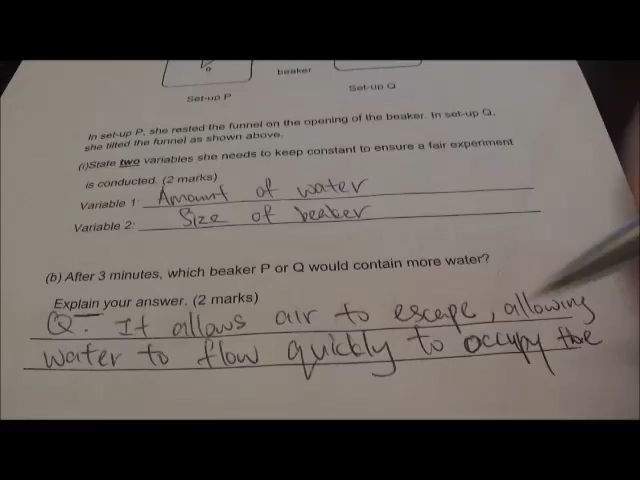 beaker
Set-up P
Set-up Q
In set-up P, she rested the funnel on the opening of the beaker. In set-up Q,
she tilted the funnel as shown above.
(i)State two variables she needs to keep constant to ensure a fair experiment
is conducted. (2 marks)
Variable 1: Amount of water
Variable 2: Size of beaker
(b) After 3 minutes, which beaker P or Q would contain more water?
Explain your answer. (2 marks)
Q. It allows air to escape, allowing
water to flow quickly to occupy the